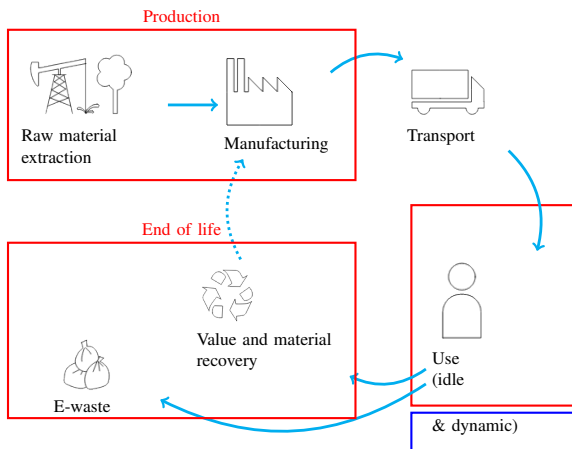 Production
Raw material
extraction
Manufacturing
Transport
End of life
Value and material
recovery
E-waste
Use
(idle
& dynamic)